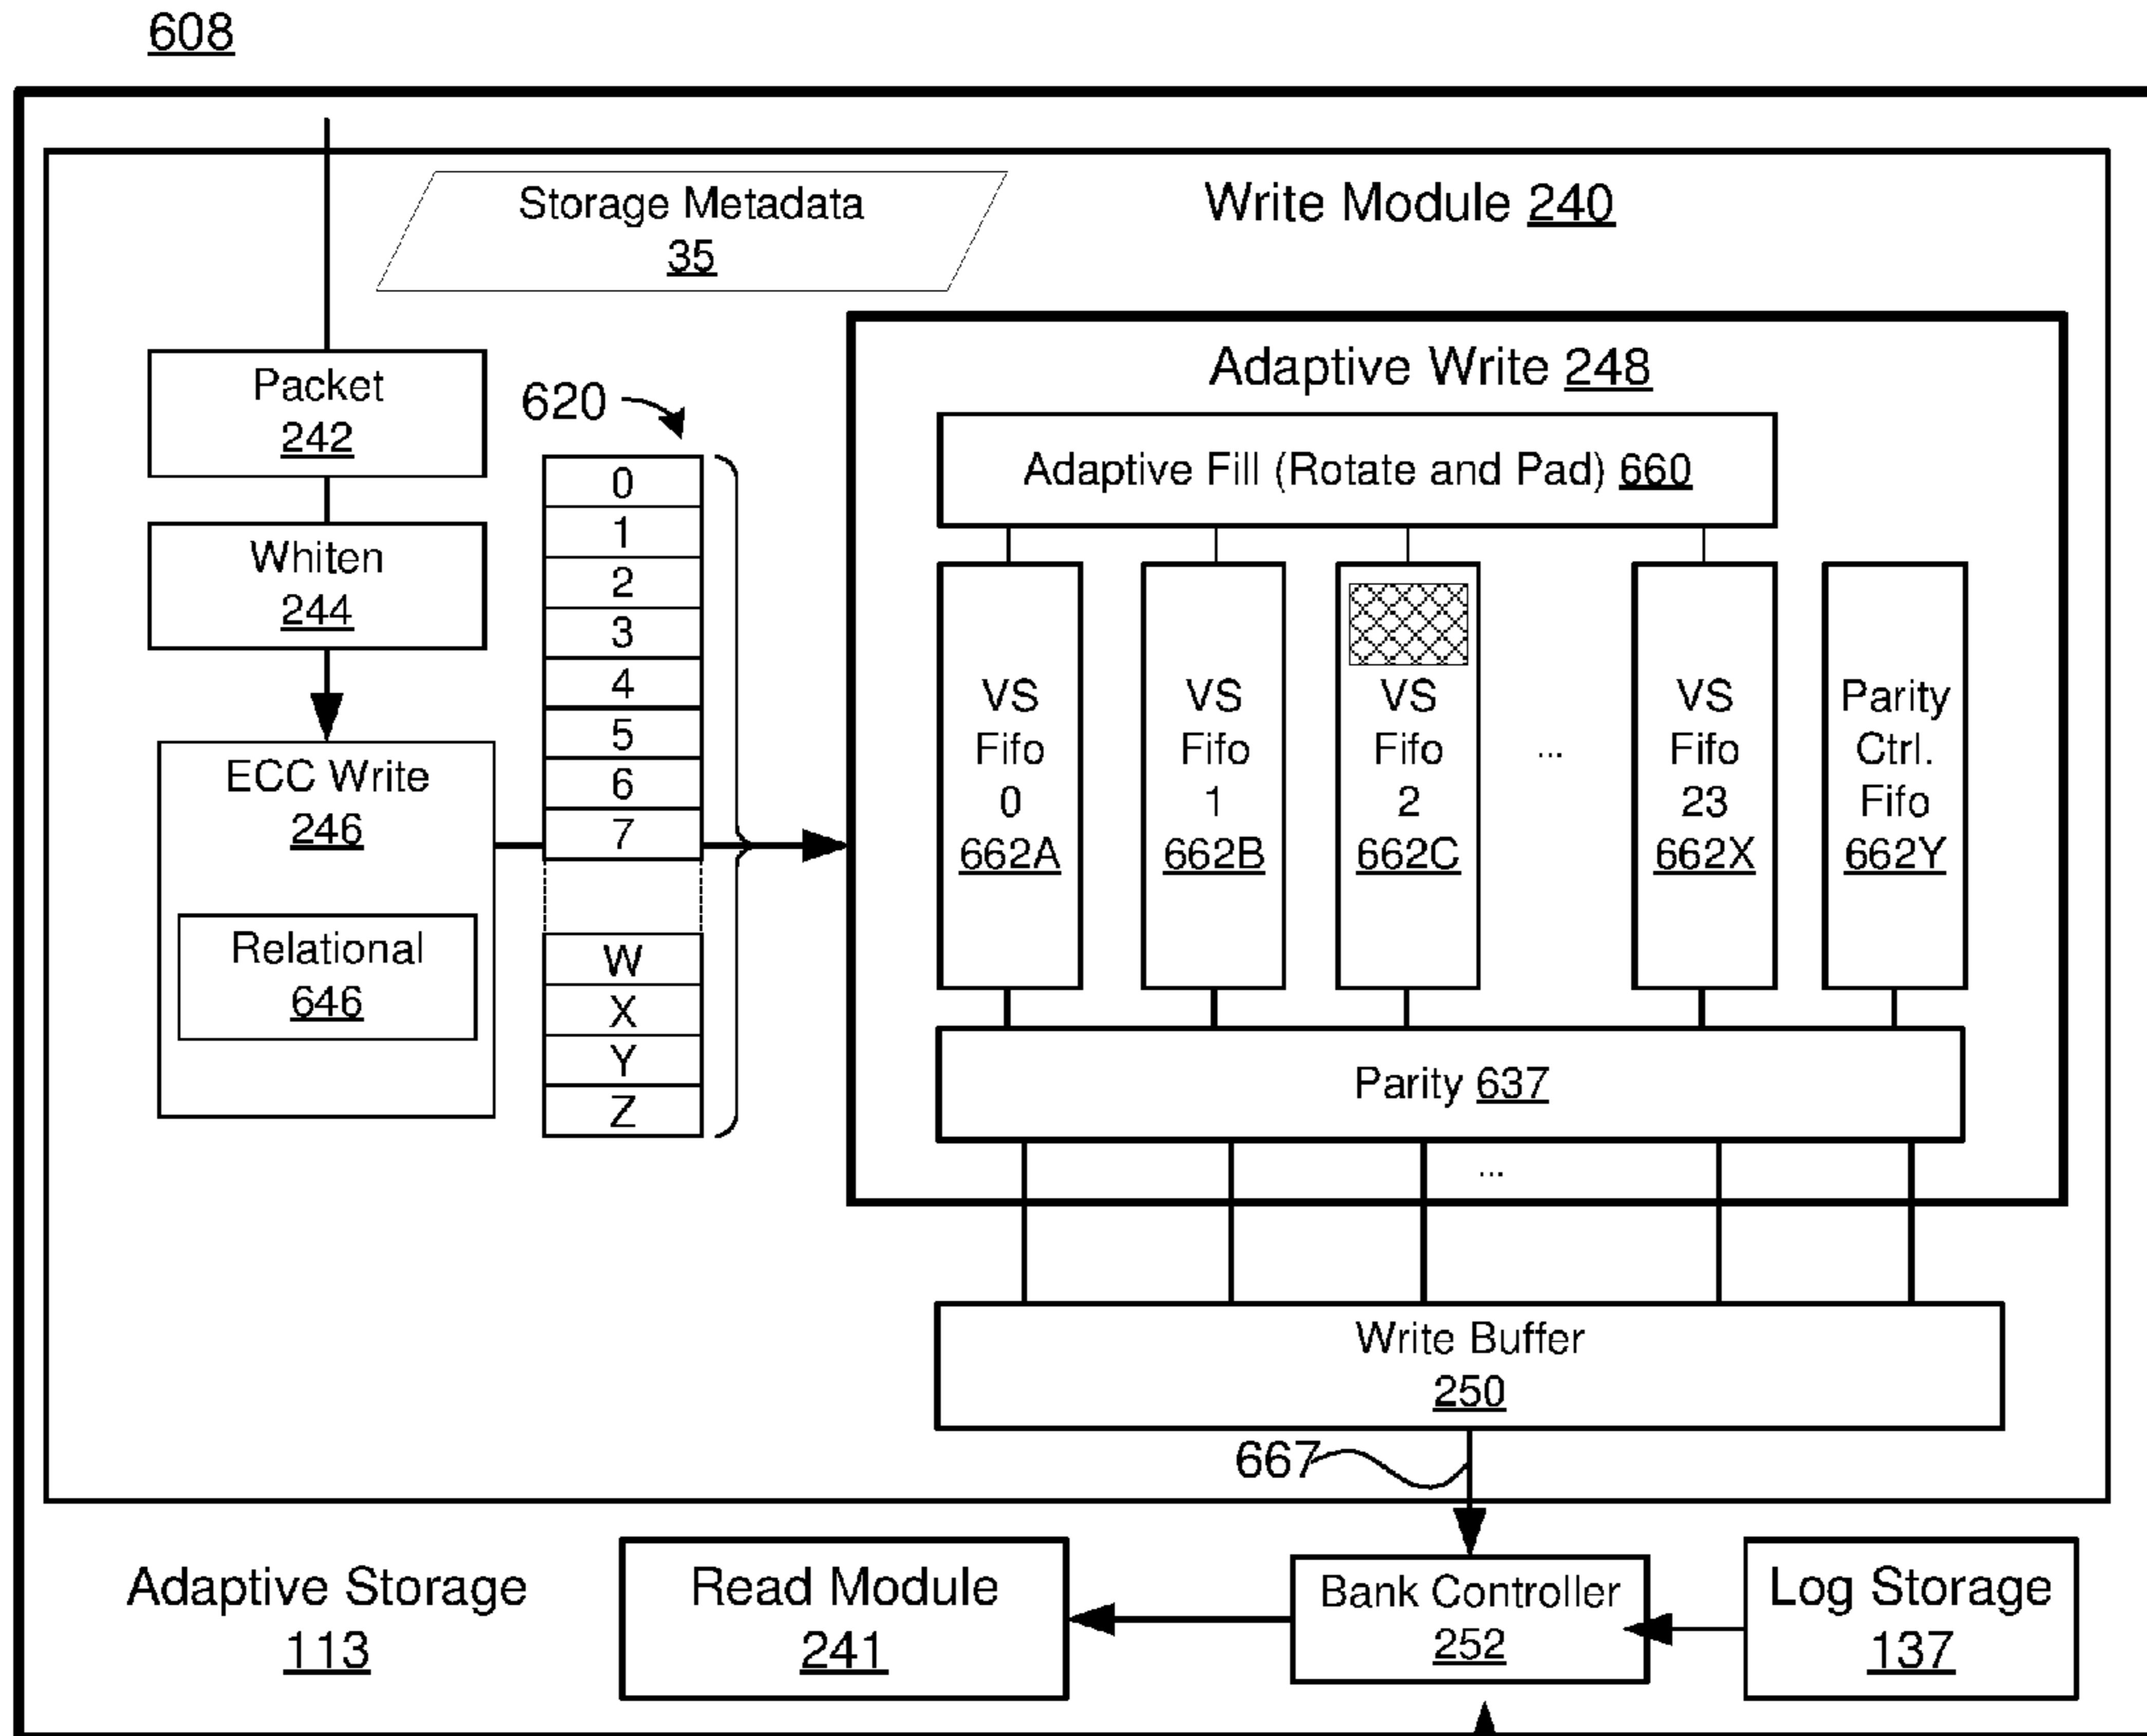 608
Storage Metadata
35
Write Module 240
Packet
242
Whiten
244
ECC Write
246
Relational
646
620
0
1
2
3
4
5
6
7
W
X
Y
Z
Adaptive Write 248
Adaptive Fill (Rotate and Pad) 660
VS
Fifo
0
662A
VS
Fifo
1
662B
VS
Fifo
2
662C
...
VS
Fifo
23
662X
Parity
Ctrl.
Fifo
662Y
Parity 637
...
Write Buffer
250
667
Adaptive Storage
113
Read Module
241
Bank Controller
252
Log Storage
137